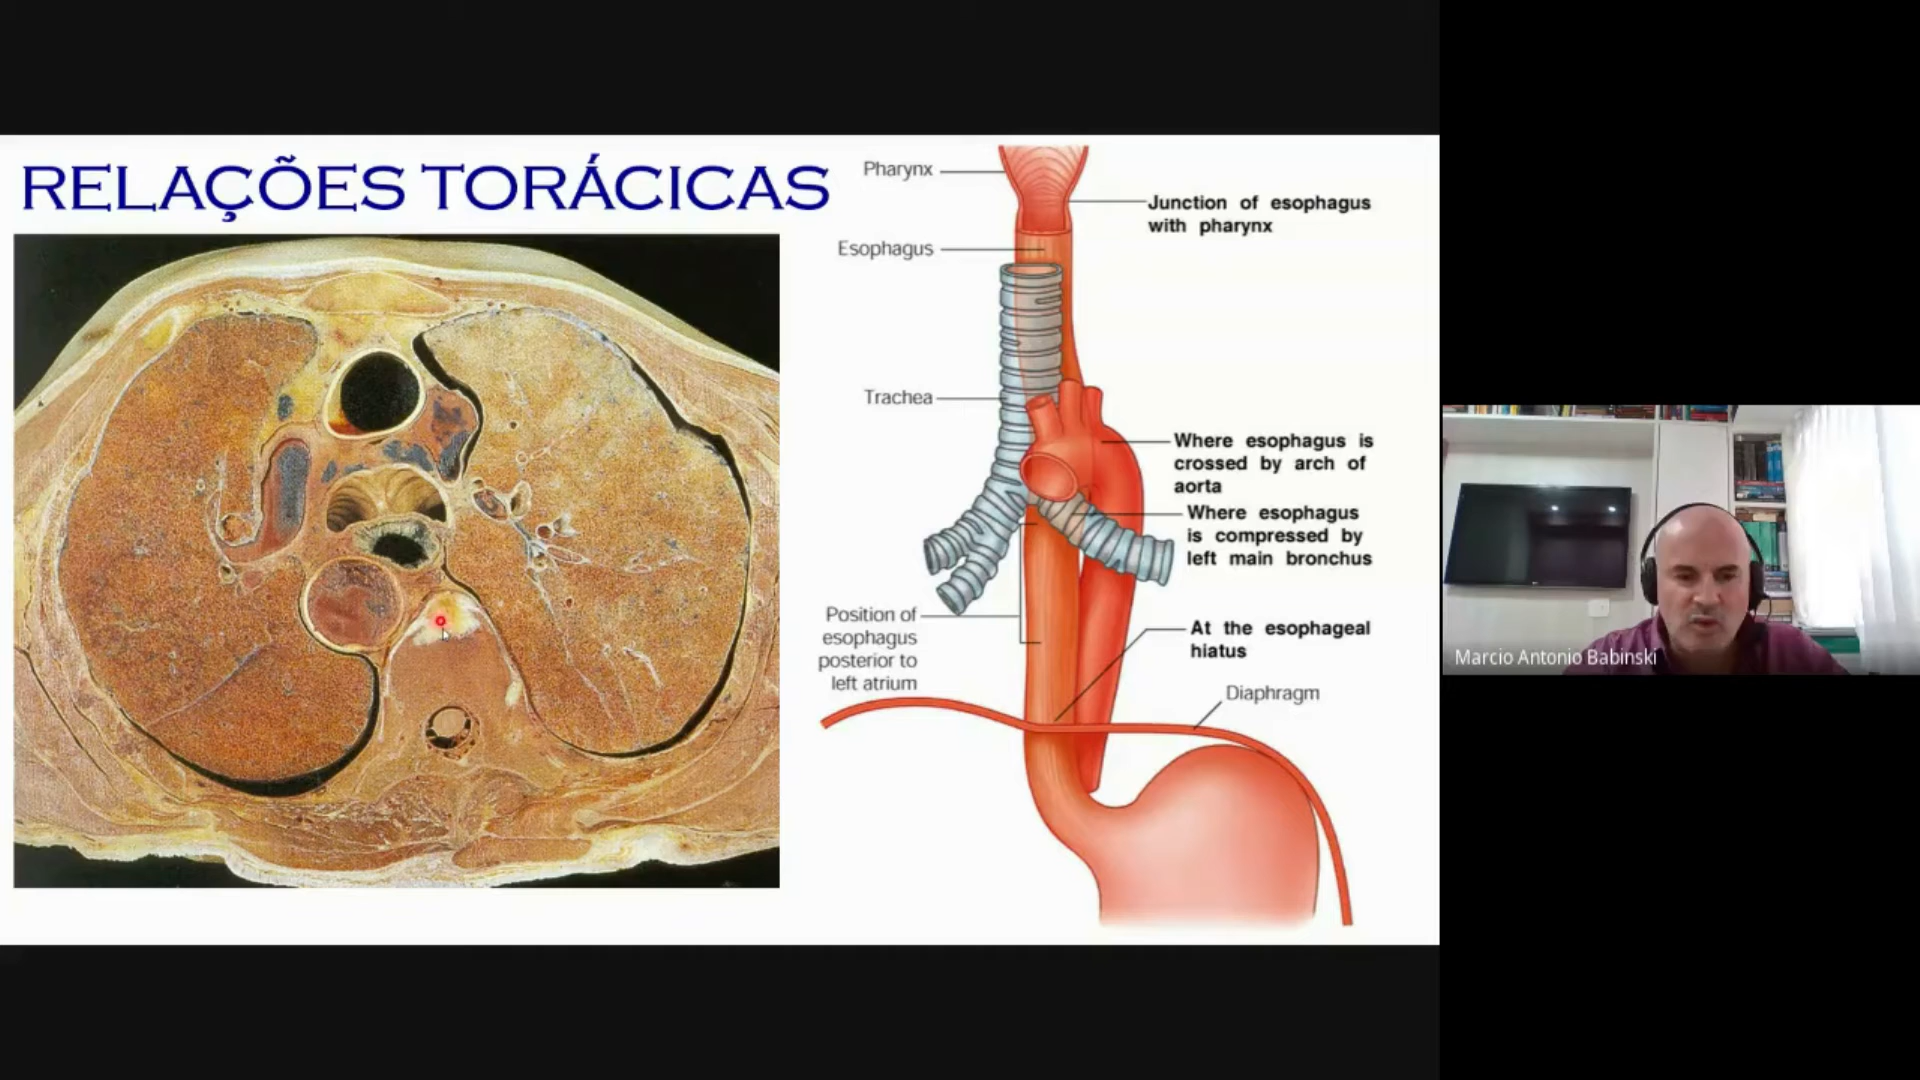 RELAÇÕES TORÁCICAS
Pharynx
Junction of esophagus
with pharynx
Esophagus
Trachea
Where esophagus is
crossed by arch of
aorta
Where esophagus
is compressed by
left main bronchus
Position of
esophagus
posterior to
left atrium
At the esophageal
hiatus
Diaphragm
Marcio Antonio Babinski